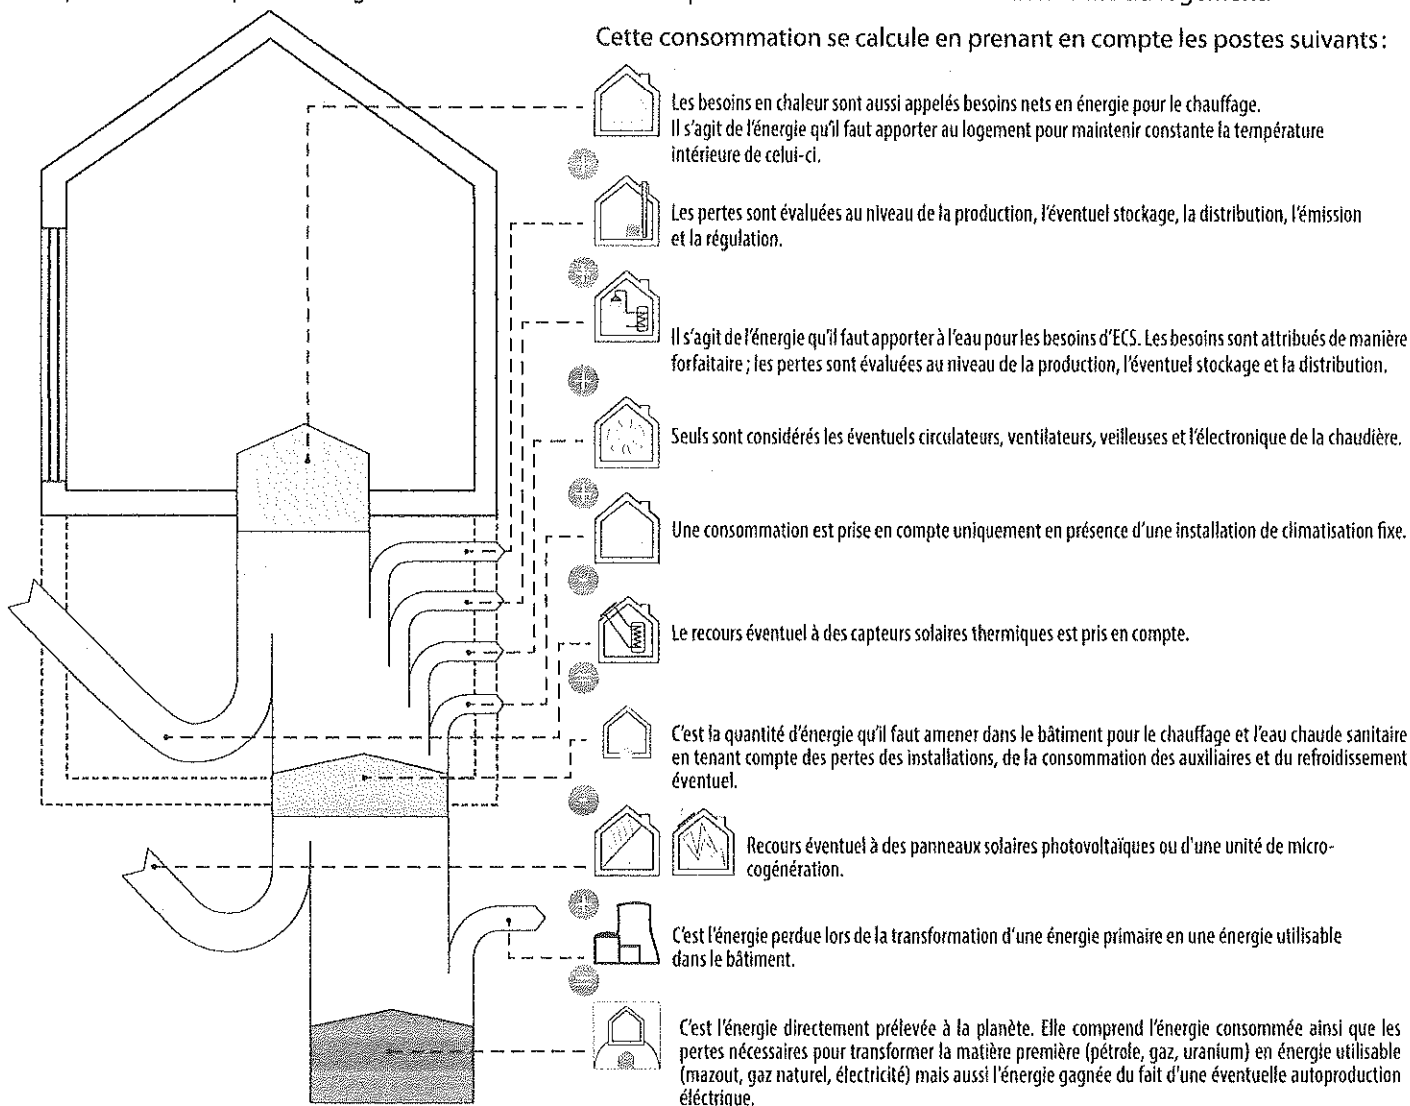 Cette consommation se calcule en prenant en compte les postes suivants :
Les besoins en chaleur sont aussi appelés besoins nets en énergie pour le chauffage.
Il s'agit de l'énergie qu'il faut apporter au logement pour maintenir constante la température
intérieure de celui-ci.
Les pertes sont évaluées au niveau de la production, l'éventuel stockage, la distribution, l'émission
et la régulation.
Il s'agit de l'énergie qu'il faut apporter à l'eau pour les besoins d'ECS. Les besoins sont attribués de manière
forfaitaire ; les pertes sont évaluées au niveau de la production, l'éventuel stockage et la distribution.
Seuls sont considérés les éventuels circulateurs, ventilateurs, veilleuses et l'électronique de la chaudière.
Une consommation est prise en compte uniquement en présence d'une installation de climatisation fixe.
Le recours éventuel à des capteurs solaires thermiques est pris en compte.
C'est la quantité d'énergie qu'il faut amener dans le bâtiment pour le chauffage et l'eau chaude sanitaire
en tenant compte des pertes des installations, de la consommation des auxiliaires et du refroidissement
éventuel.
Recours éventuel à des panneaux solaires photovoltaïques ou d'une unité de micro-
cogénération.
C'est l'énergie perdue lors de la transformation d'une énergie primaire en une énergie utilisable
dans le bâtiment.
C'est l'énergie directement prélevée à la planète. Elle comprend l'énergie consommée ainsi que les
pertes nécessaires pour transformer la matière première (pétrole, gaz, uranium) en énergie utilisable
(mazout, gaz naturel, électricité) mais aussi l'énergie gagnée du fait d'une éventuelle autoproduction
éléctrique.